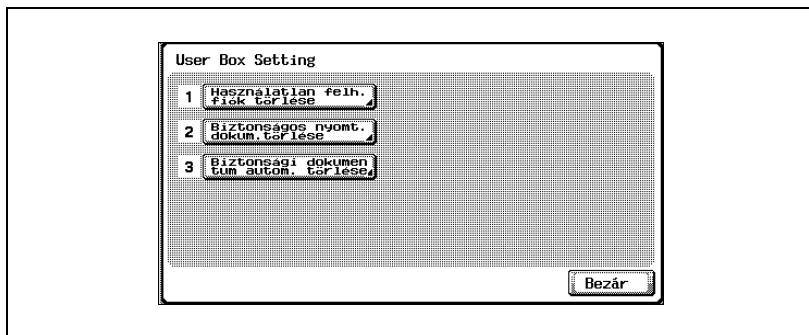 User Box Setting
1 Használatlan felh.
fiók törlése
2 Biztonságos nyomt.
dokum.törlése
3 Biztonsági dokumen
tum autom. törlése
Bezár